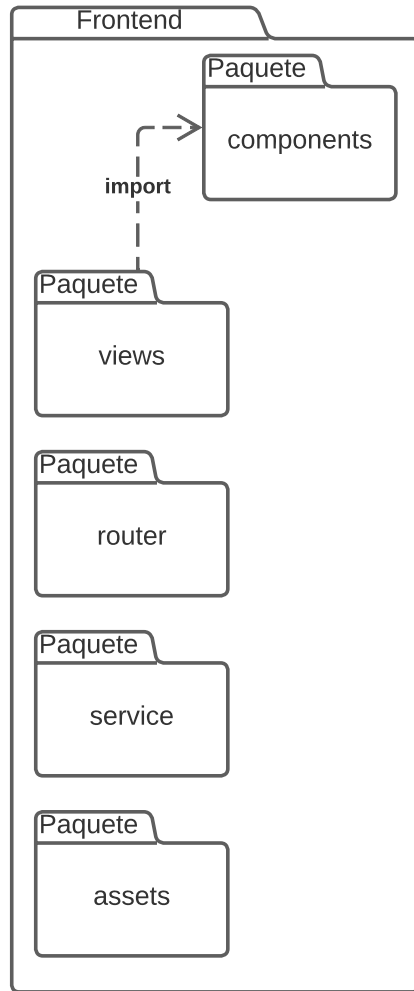 Frontend
Paquete
components
import
Paquete
views
Paquete
router
Paquete
service
Paquete
assets